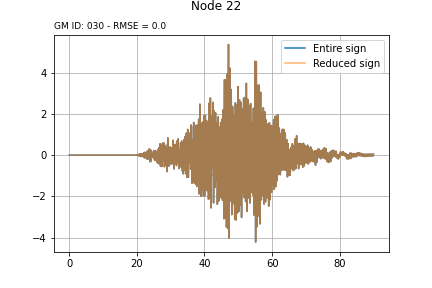 Node 22
GM ID: 030 - RMSE = 0.0
Entire sign
Reduced sign
4
2
0
−2
−4
0 20 40 60 80